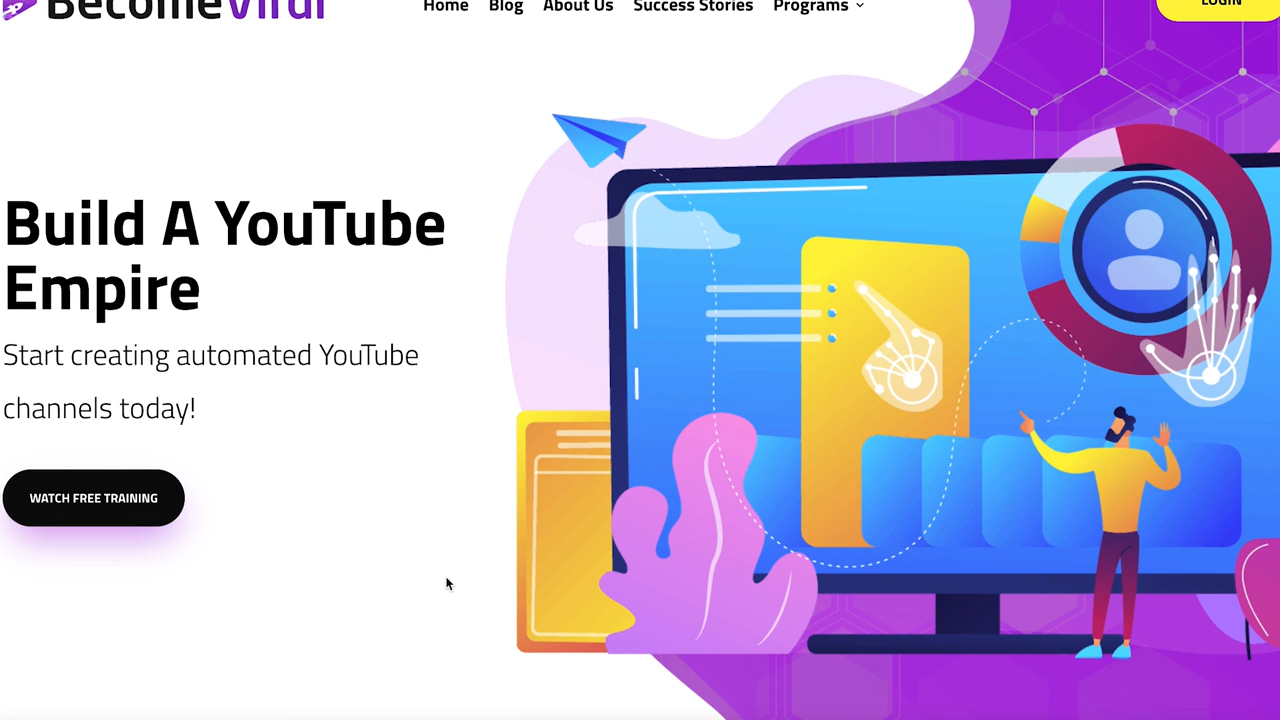 BecomeViral
Home Blog About Us Success Stories Programs
LOGIN
Build A YouTube
Empire
Start creating automated YouTube
channels today!
WATCH FREE TRAINING